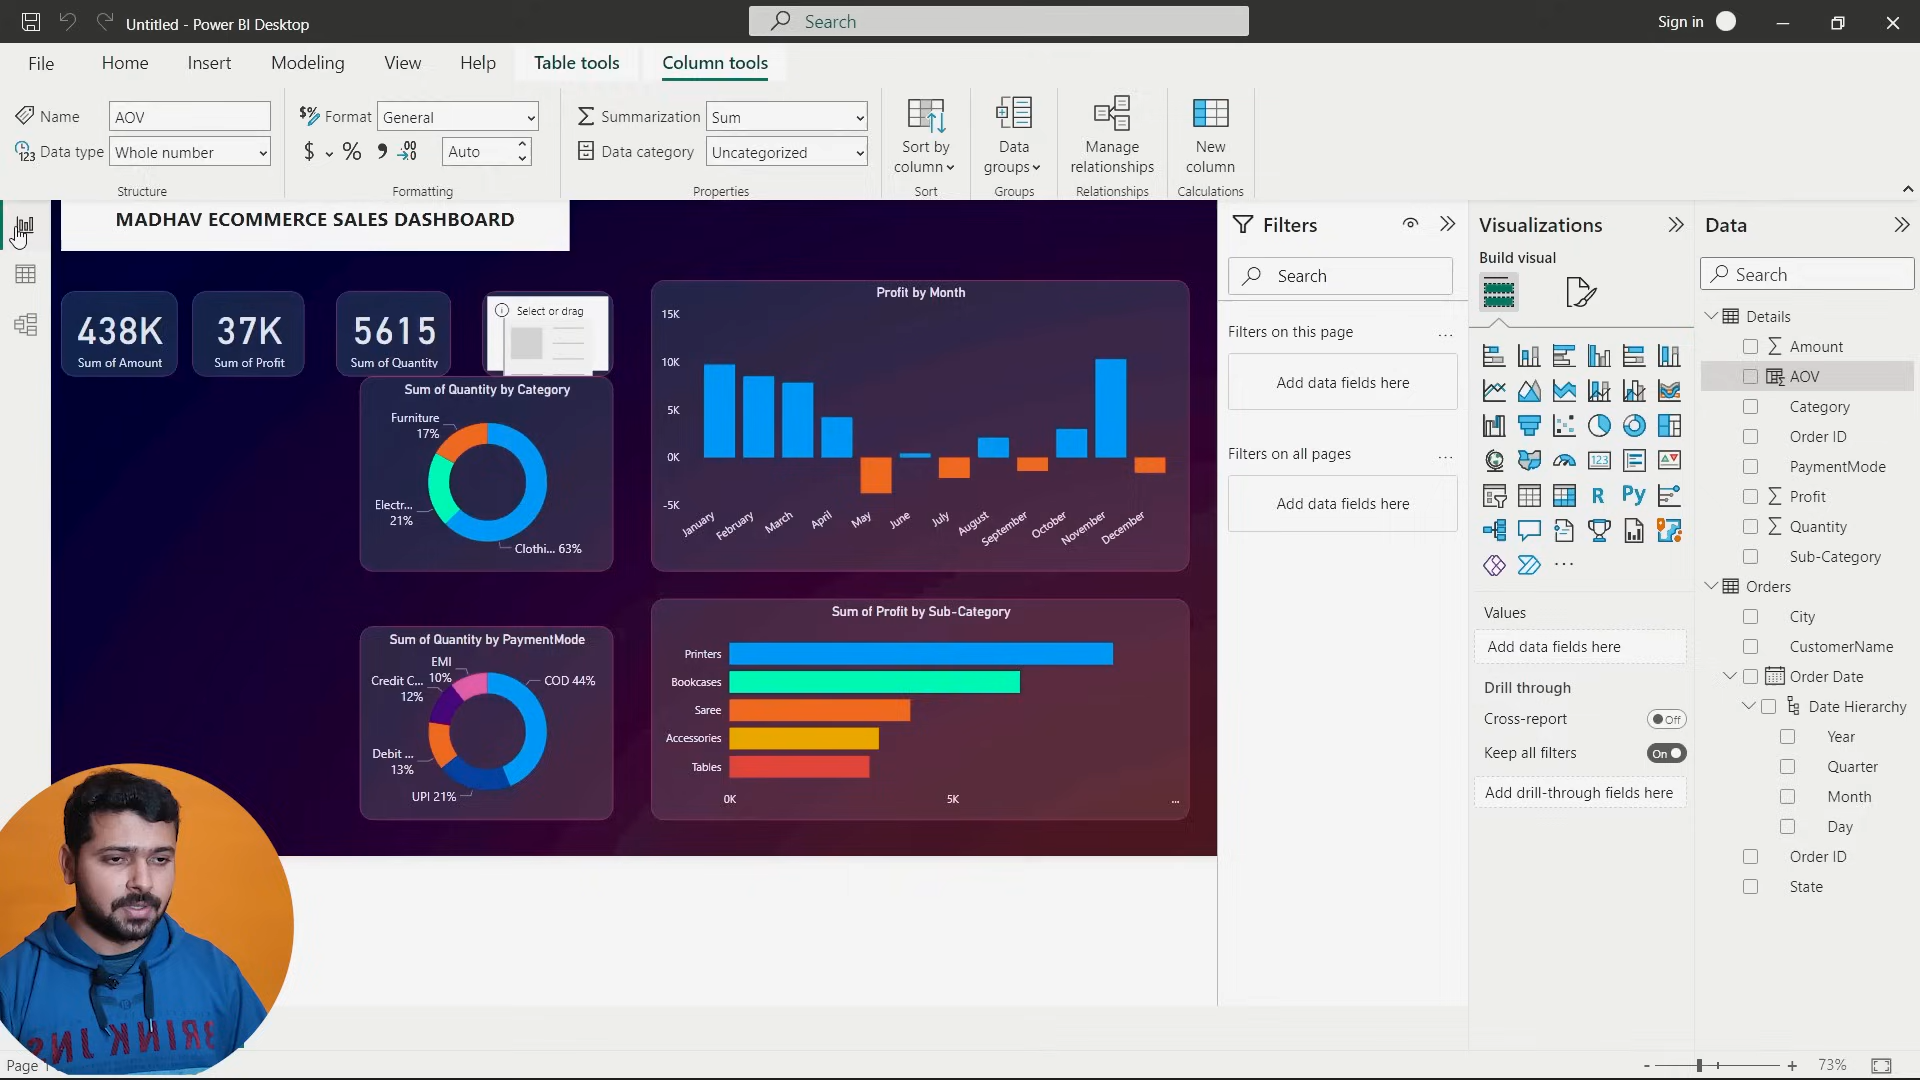 Untitled - Power BI Desktop
Search
Sign in
File
Home
Insert
Modeling
View
Help
Table tools
Column tools
Name
AOV
Format
General
Summarization
Sum
Data type
Whole number
$
%
Auto
Data category
Uncategorized
Sort by
column
Data
groups
Manage
relationships
New
column
Structure
Formatting
Properties
Sort
Groups
Relationships
Calculations
MADHAV ECOMMERCE SALES DASHBOARD
438K
Sum of Amount
37K
Sum of Profit
5615
Sum of Quantity
Select or drag
Sum of Quantity by Category
Furniture
17%
Electr...
21%
Clothi... 63%
Profit by Month
15K
10K
5K
0K
-5K
January
February
March
April
May
June
July
August
September
October
November
December
Sum of Quantity by PaymentMode
EMI
10%
Credit C...
12%
COD 44%
Debit ...
13%
UPI 21%
Sum of Profit by Sub-Category
Printers
Bookcases
Saree
Accessories
Tables
0K
5K
...
Filters
Search
Filters on this page
...
Add data fields here
Filters on all pages
...
Add data fields here
Visualizations
Build visual
123
R
Py
...
Values
Add data fields here
Drill through
Cross-report
Off
Keep all filters
On
Add drill-through fields here
Data
Search
Details
Amount
AOV
Category
Order ID
PaymentMode
Profit
Quantity
Sub-Category
Orders
City
CustomerName
Order Date
Date Hierarchy
Year
Quarter
Month
Day
Order ID
State
Page 1
-
+
73%